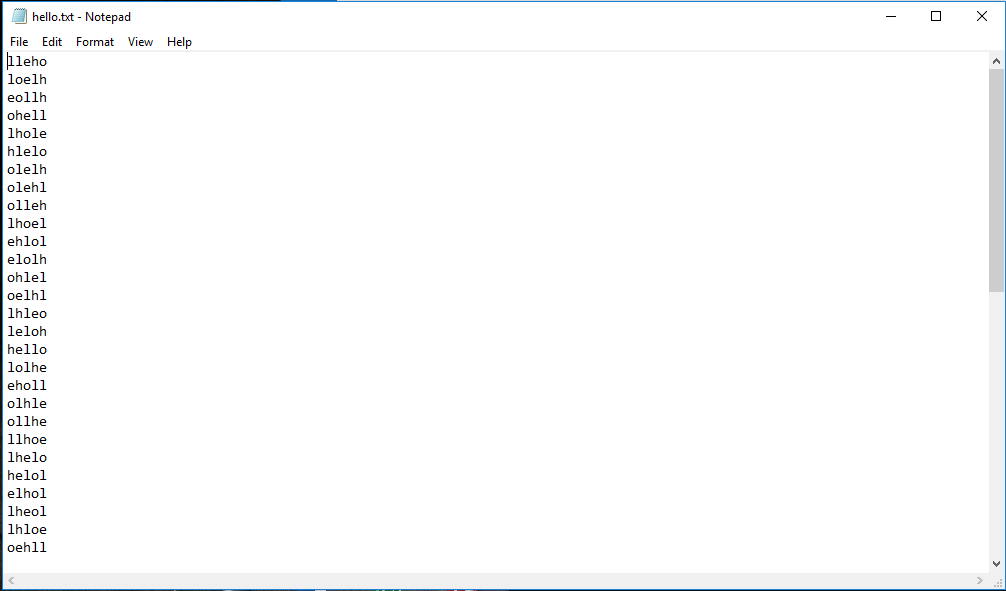 hello.txt - Notepad
File Edit Format View Help
lleho
loelh
eollh
ohell
lhole
hlelo
olelh
olehl
olleh
lhoel
ehlol
elolh
ohlel
oelhl
lhleo
leloh
hello
lolhe
eholl
olhle
ollhe
llhoe
lhelo
helol
elhol
lheol
lhloe
oehll